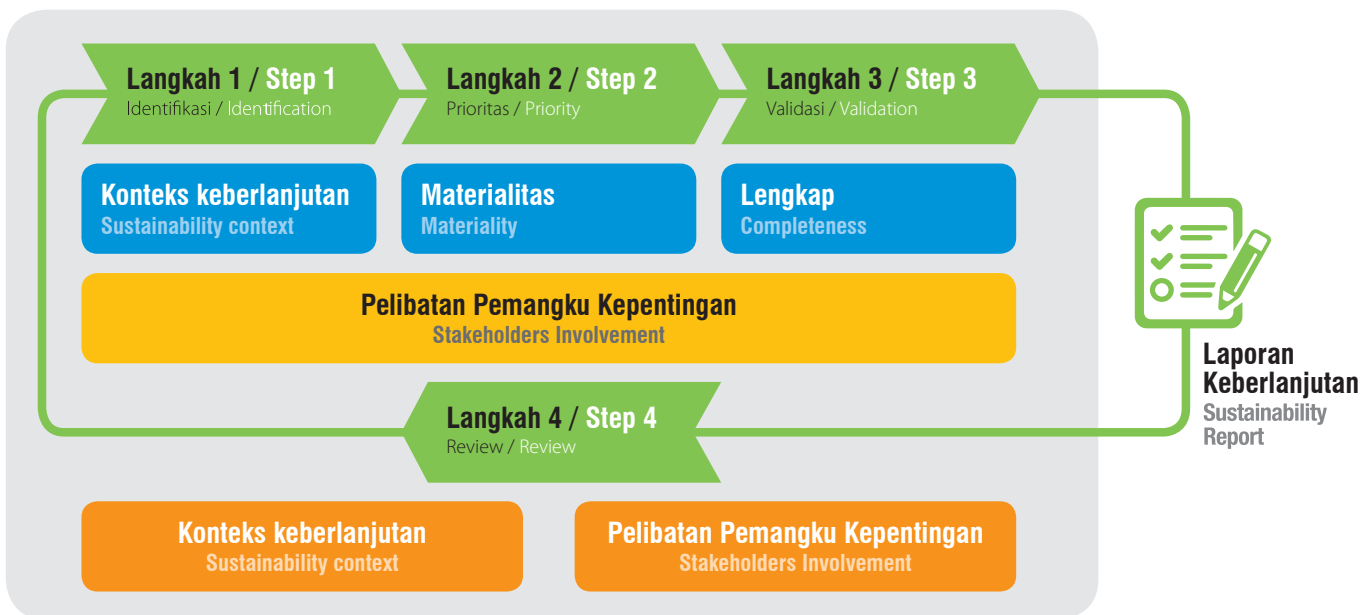 Langkah 1 / Step 1
Identifikasi / Identification
Langkah 2 / Step 2
Prioritas / Priority
Langkah 3 / Step 3
Validasi / Validation
Konteks keberlanjutan
Sustainability context
Materialitas
Materiality
Lengkap
Completeness
Pelibatan Pemangku Kepentingan
Stakeholders Involvement
Laporan
Keberlanjutan
Sustainability
Report
Langkah 4 / Step 4
Review / Review
Konteks keberlanjutan
Sustainability context
Pelibatan Pemangku Kepentingan
Stakeholders Involvement